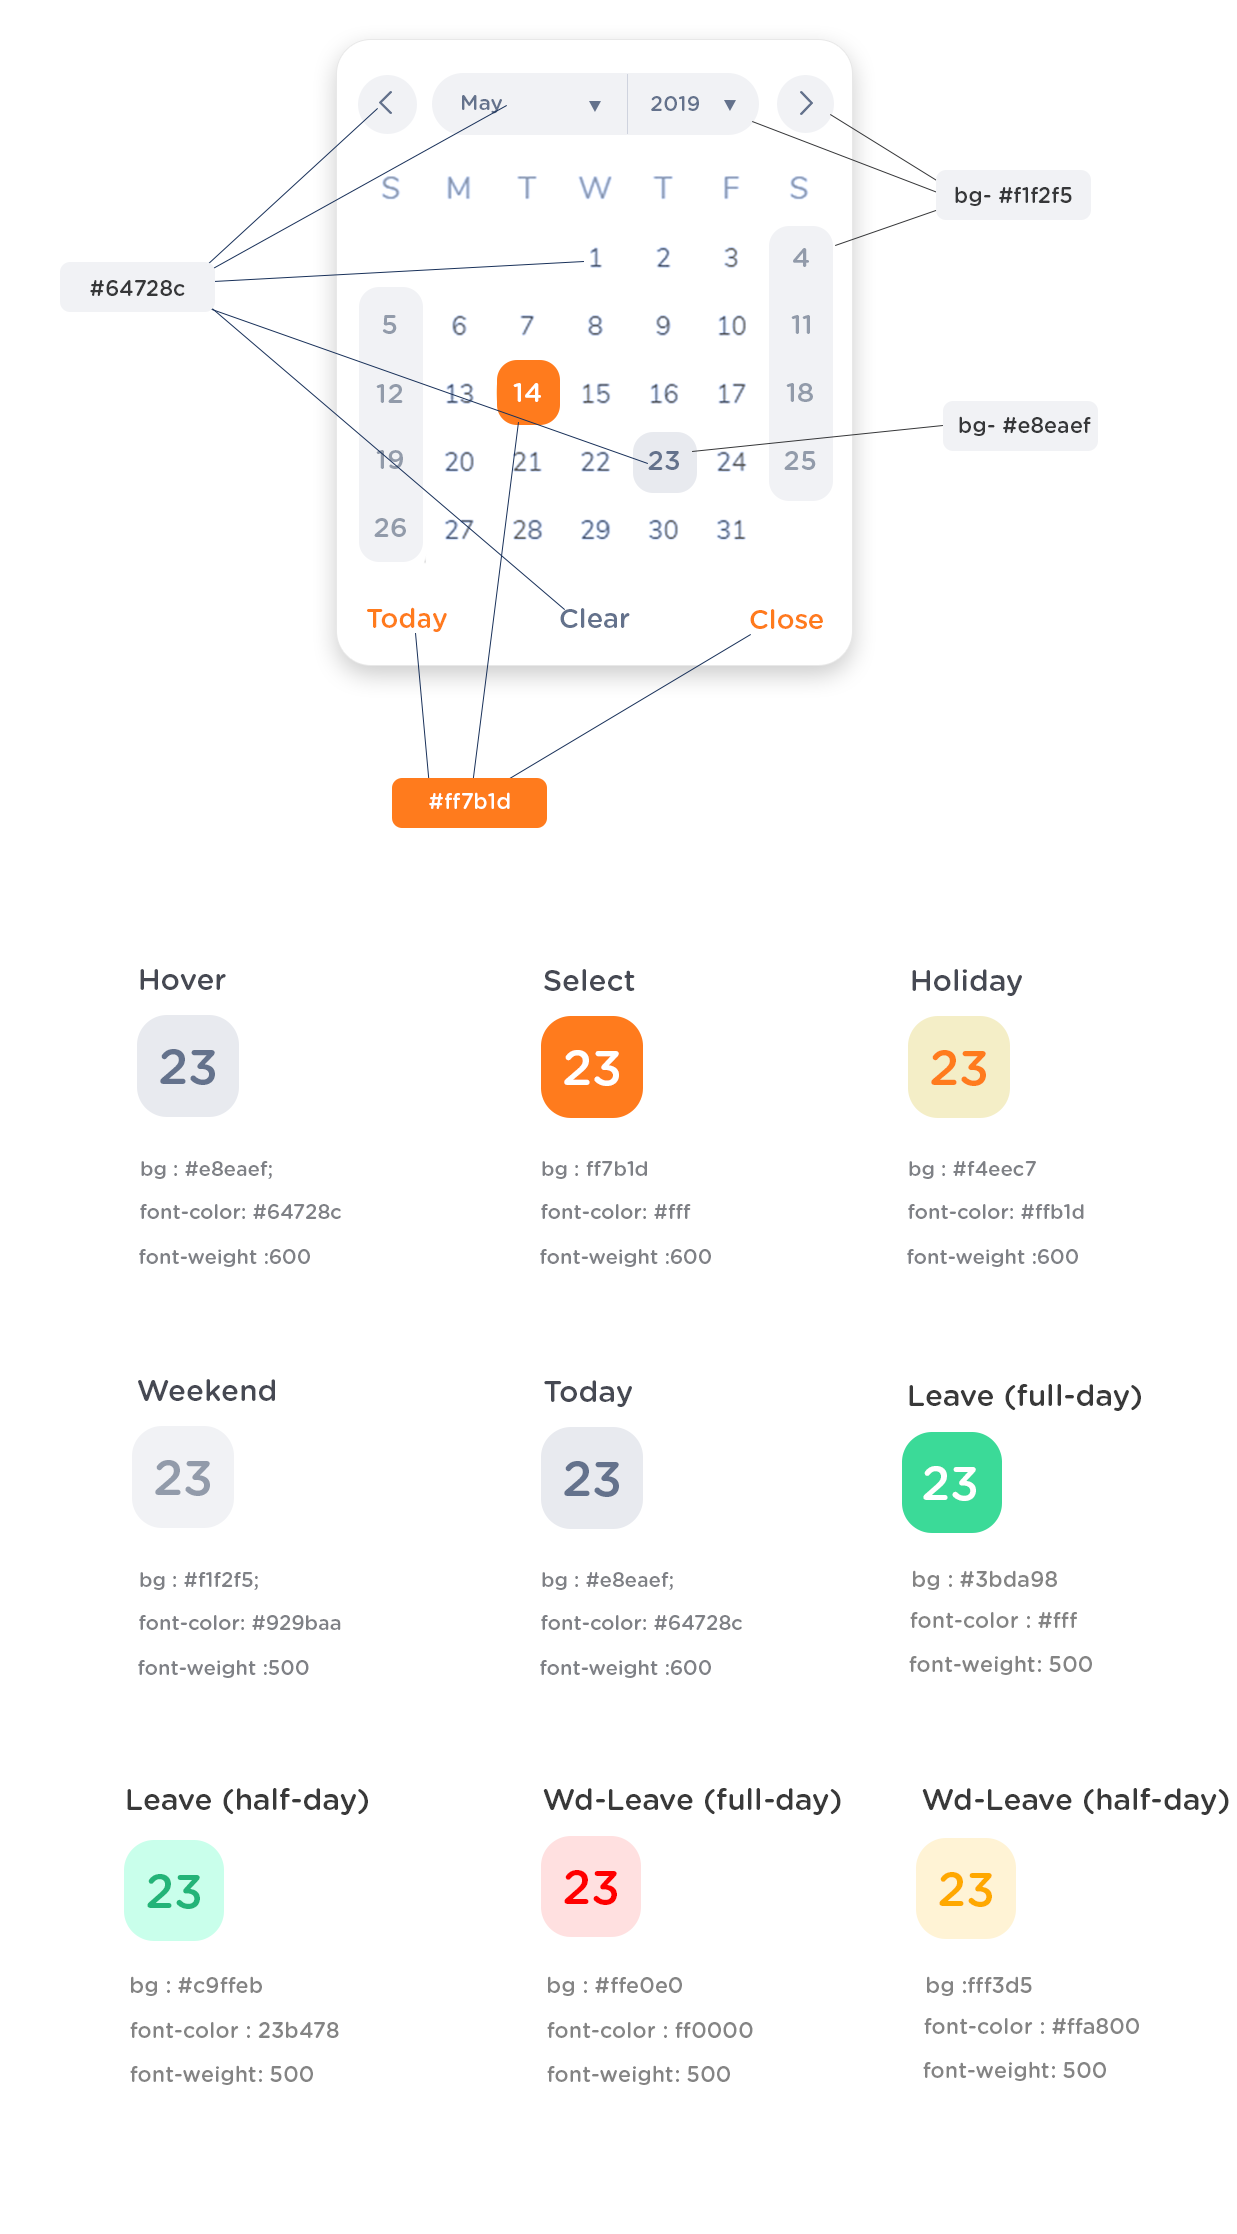 May ▼ 2019 ▼
S M T W T F S
bg- #f1f2f5
1 2 3 4
#64728c
5 6 7 8 9 10 11
12 13 14 15 16 17 18
bg- #e8eaef
19 20 21 22 23 24 25
26 27 28 29 30 31
Today Clear Close
#ff7b1d
Hover Select Holiday
23 23 23
bg : #e8eaef; bg : ff7b1d bg : #f4eec7
font-color: #64728c font-color: #fff font-color: #ffb1d
font-weight :600 font-weight :600 font-weight :600
Weekend Today Leave (full-day)
23 23 23
bg : #f1f2f5; bg : #e8eaef; bg : #3bda98
font-color: #929baa font-color: #64728c font-color : #fff
font-weight :500 font-weight :600 font-weight: 500
Leave (half-day) Wd-Leave (full-day) Wd-Leave (half-day)
23 23 23
bg : #c9ffeb bg : #ffe0e0 bg :fff3d5
font-color : 23b478 font-color : ff0000 font-color : #ffa800
font-weight: 500 font-weight: 500 font-weight: 500